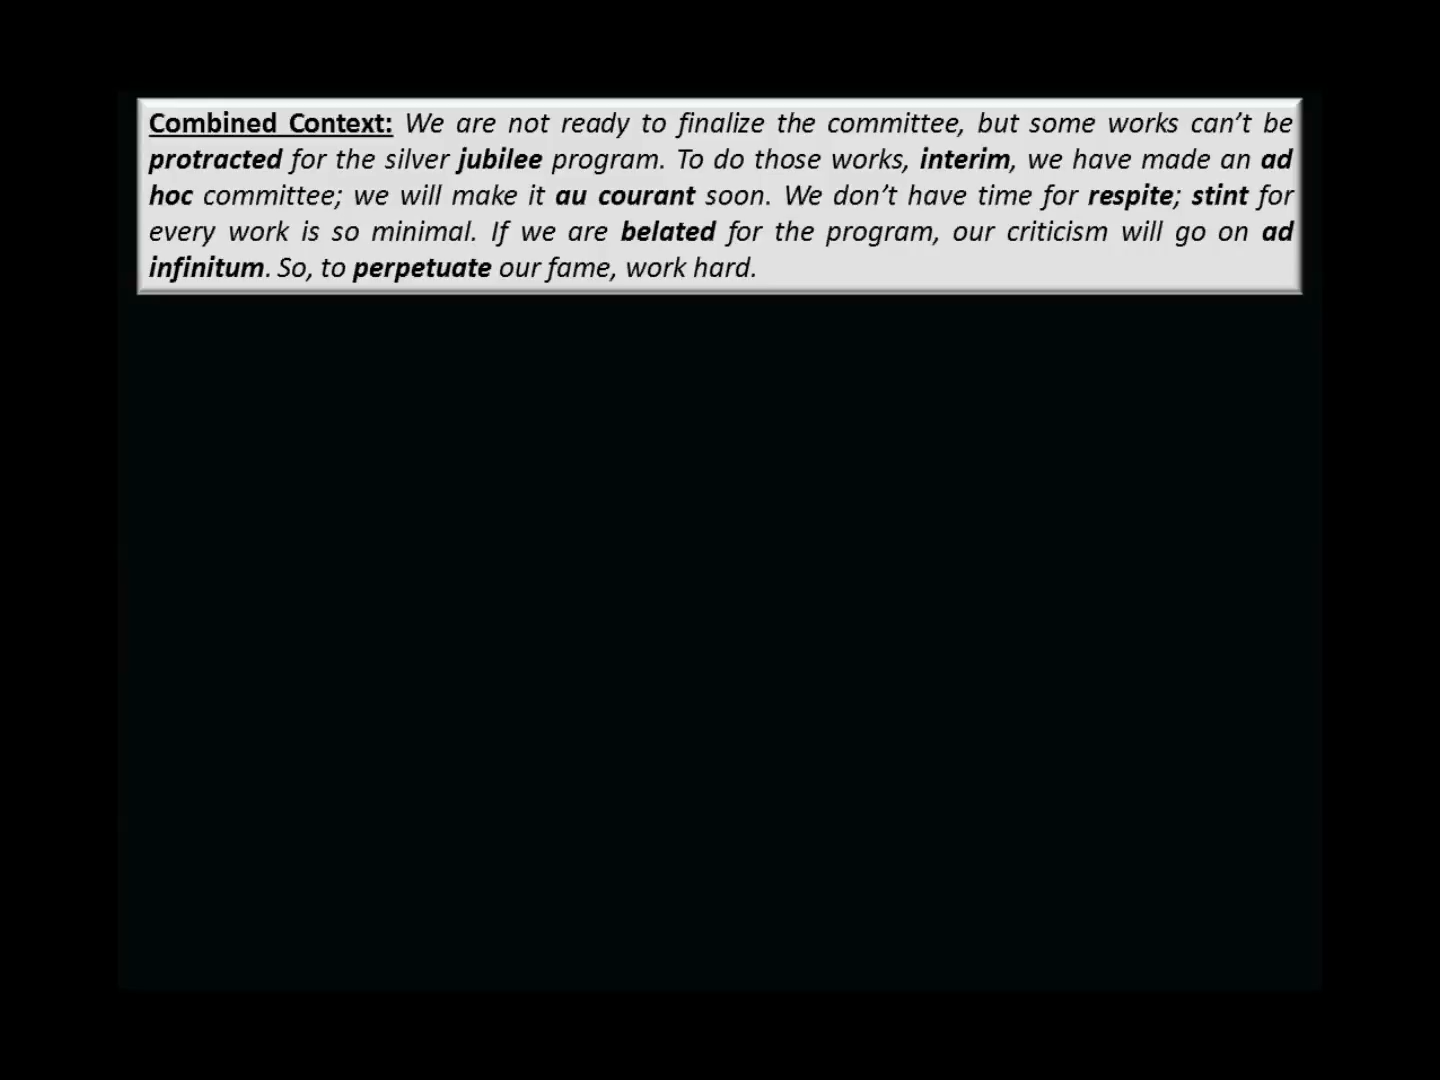 Combined Context: We are not ready to finalize the committee, but some works can’t be
protracted for the silver jubilee program. To do those works, interim, we have made an ad
hoc committee; we will make it au courant soon. We don’t have time for respite; stint for
every work is so minimal. If we are belated for the program, our criticism will go on ad
infinitum. So, to perpetuate our fame, work hard.